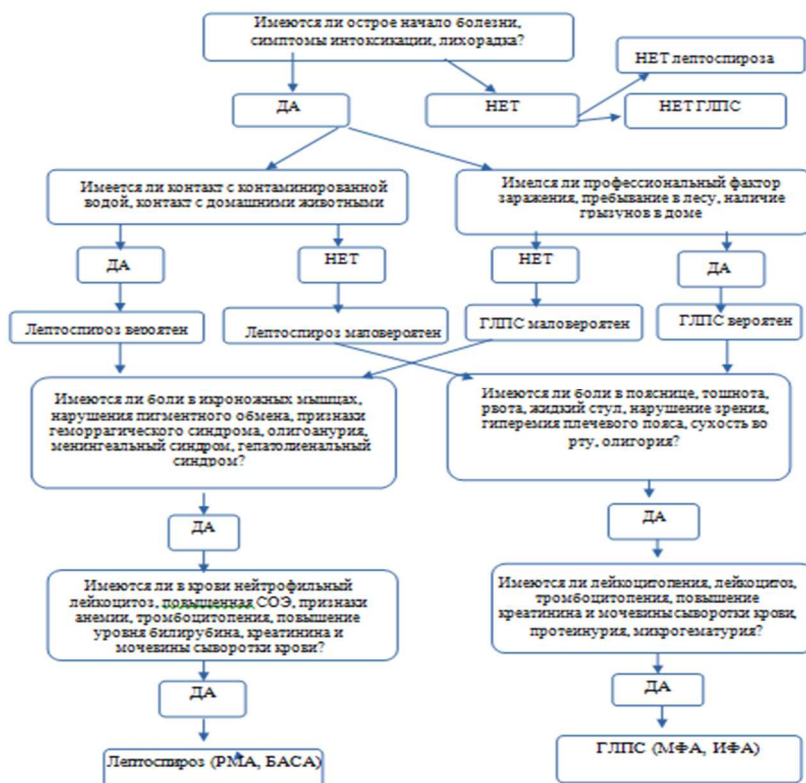 Имеются ли острое начало болезни,
симптомы интоксикации, лихорадка?
НЕТ лептоспироза
ДА
НЕТ
НЕТ ГЛПС
Имеется ли контакт с контаминированной
водой, контакт с домашними животными
Имелся ли профессиональный фактор
заражения, пребывание в лесу, наличие
грызунов в доме
ДА
НЕТ
НЕТ
ДА
Лептоспироз вероятен
Лептоспироз маловероятен
ГЛПС маловероятен
ГЛПС вероятен
Имеются ли боли в икроножных мышцах,
нарушения пигментного обмена, признаки
геморрагического синдрома, олигоанурия,
менингеальный синдром, гепатолиенальный
синдром?
Имеются ли боли в пояснице, тошнота,
рвота, жидкий стул, нарушение зрения,
гиперемия плечевого пояса, сухость во
рту, олигория?
ДА
ДА
Имеются ли в крови нейтрофильный
лейкоцитоз, повышенная СОЭ, признаки
анемии, тромбоцитопения, повышение
уровня билирубина, креатинина и
мочевины сыворотки крови?
Имеются ли лейкоцитопения, лейкоцитоз,
тромбоцитопения, повышение
креатинина и мочевины сыворотки крови,
протеинурия, микрогематурия?
ДА
ДА
Лептоспироз (РМА, БАСА)
ГЛПС (МФА, ИФА)